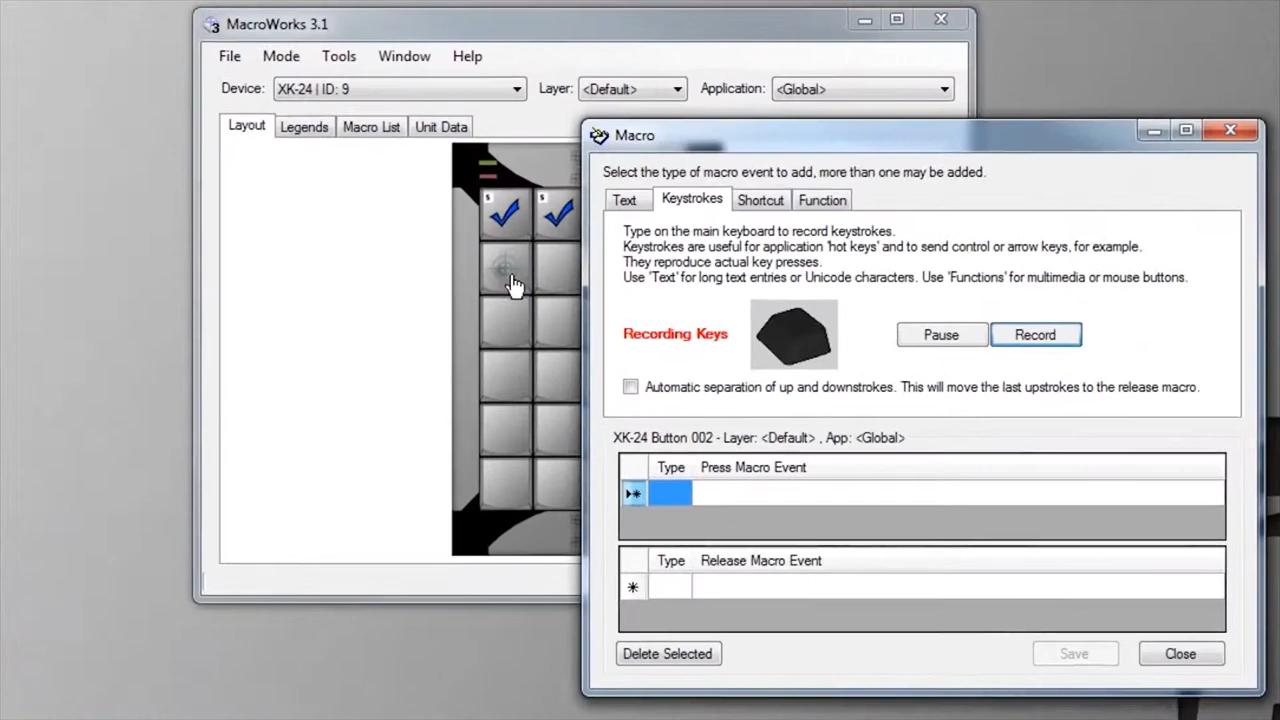 MacroWorks 3.1
File Mode Tools Window Help
Device: XK-24 | ID: 9 Layer: <Default> Application: <Global>
Layout Legends Macro List Unit Data
S S
Macro
Select the type of macro event to add, more than one may be added.
Text Keystrokes Shortcut Function
Type on the main keyboard to record keystrokes.
Keystrokes are useful for application 'hot keys' and to send control or arrow keys, for example.
They reproduce actual key presses.
Use 'Text' for long text entries or Unicode characters. Use 'Functions' for multimedia or mouse buttons.
Recording Keys Pause Record
Automatic separation of up and downstrokes. This will move the last upstrokes to the release macro.
XK-24 Button 002 - Layer: <Default> , App: <Global>
Type Press Macro Event
Type Release Macro Event
Delete Selected Save Close